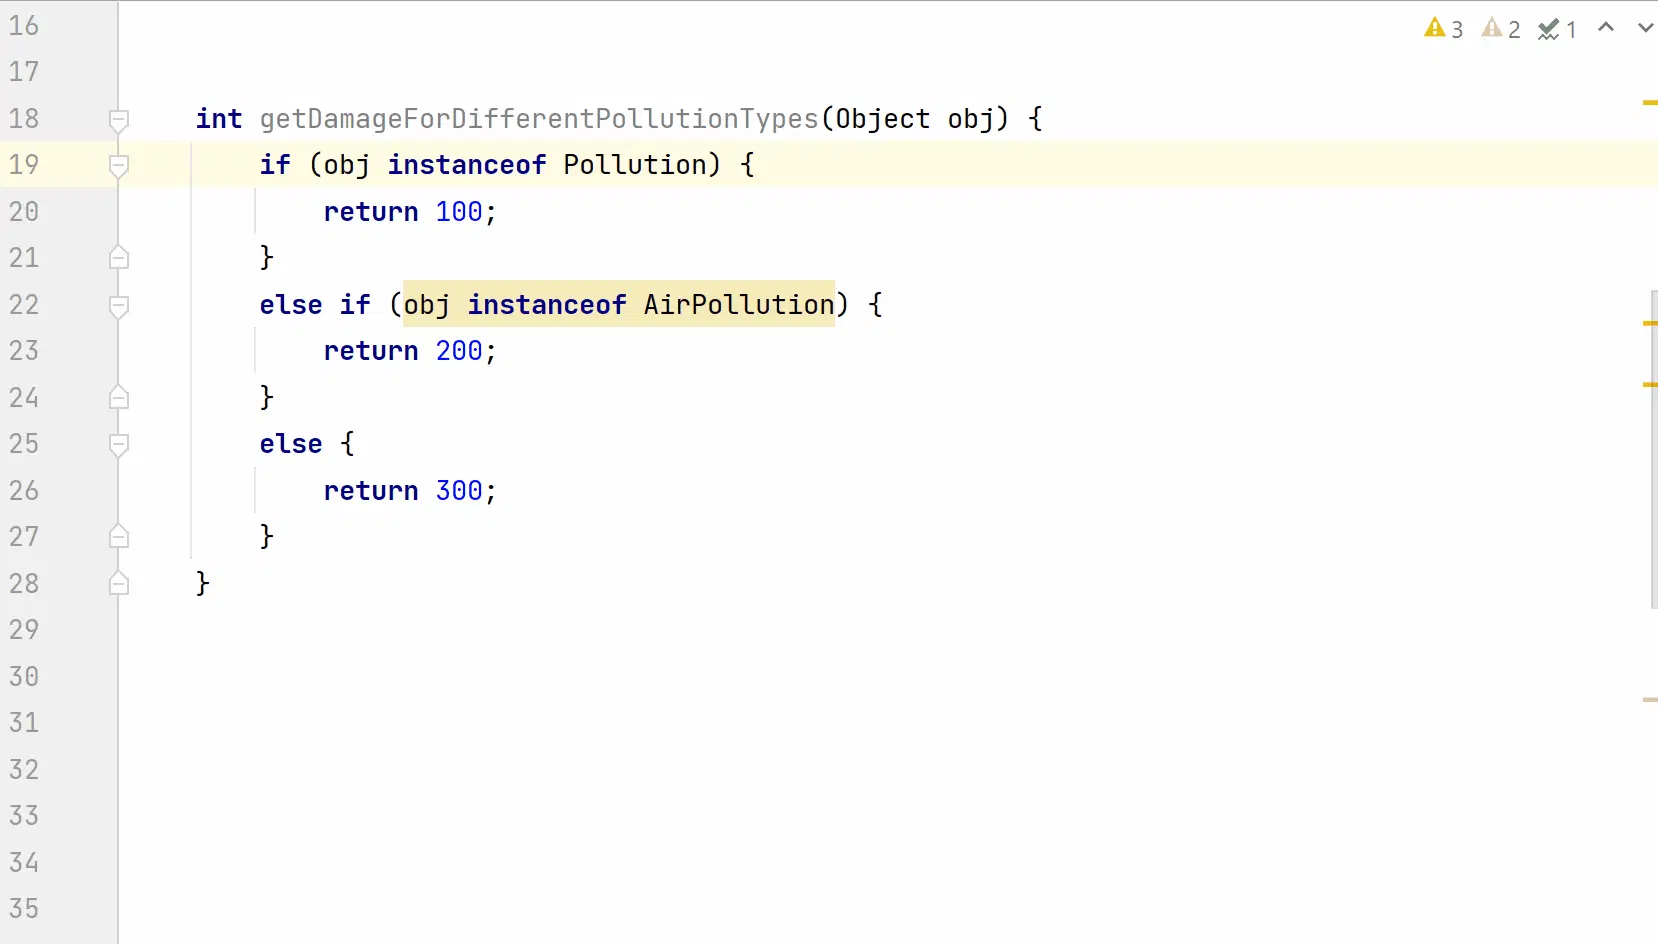 16 3 2 1
17
18 int getDamageForDifferentPollutionTypes(Object obj) {
19 if (obj instanceof Pollution) {
20 return 100;
21 }
22 else if (obj instanceof AirPollution) {
23 return 200;
24 }
25 else {
26 return 300;
27 }
28 }
29
30
31
32
33
34
35